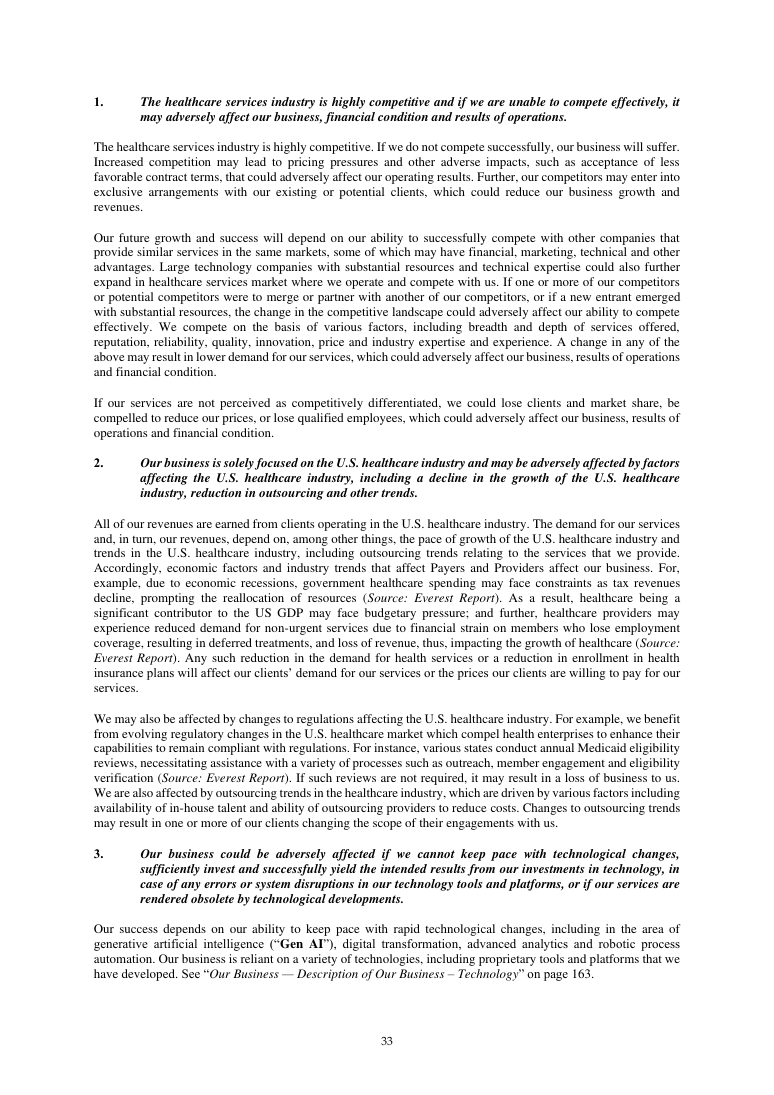 1. The healthcare services industry is highly competitive and if we are unable to compete effectively, it
may adversely affect our business, financial condition and results of operations.
The healthcare services industry is highly competitive. If we do not compete successfully, our business will suffer.
Increased competition may lead to pricing pressures and other adverse impacts, such as acceptance of less
favorable contract terms, that could adversely affect our operating results. Further, our competitors may enter into
exclusive arrangements with our existing or potential clients, which could reduce our business growth and
revenues.
Our future growth and success will depend on our ability to successfully compete with other companies that
provide similar services in the same markets, some of which may have financial, marketing, technical and other
advantages. Large technology companies with substantial resources and technical expertise could also further
expand in healthcare services market where we operate and compete with us. If one or more of our competitors
or potential competitors were to merge or partner with another of our competitors, or if a new entrant emerged
with substantial resources, the change in the competitive landscape could adversely affect our ability to compete
effectively. We compete on the basis of various factors, including breadth and depth of services offered,
reputation, reliability, quality, innovation, price and industry expertise and experience. A change in any of the
above may result in lower demand for our services, which could adversely affect our business, results of operations
and financial condition.
If our services are not perceived as competitively differentiated, we could lose clients and market share, be
compelled to reduce our prices, or lose qualified employees, which could adversely affect our business, results of
operations and financial condition.
2. Our business is solely focused on the U.S. healthcare industry and may be adversely affected by factors
affecting the U.S. healthcare industry, including a decline in the growth of the U.S. healthcare
industry, reduction in outsourcing and other trends.
All of our revenues are earned from clients operating in the U.S. healthcare industry. The demand for our services
and, in turn, our revenues, depend on, among other things, the pace of growth of the U.S. healthcare industry and
trends in the U.S. healthcare industry, including outsourcing trends relating to the services that we provide.
Accordingly, economic factors and industry trends that affect Payers and Providers affect our business. For,
example, due to economic recessions, government healthcare spending may face constraints as tax revenues
decline, prompting the reallocation of resources (Source: Everest Report). As a result, healthcare being a
significant contributor to the US GDP may face budgetary pressure; and further, healthcare providers may
experience reduced demand for non-urgent services due to financial strain on members who lose employment
coverage, resulting in deferred treatments, and loss of revenue, thus, impacting the growth of healthcare (Source:
Everest Report). Any such reduction in the demand for health services or a reduction in enrollment in health
insurance plans will affect our clients’ demand for our services or the prices our clients are willing to pay for our
services.
We may also be affected by changes to regulations affecting the U.S. healthcare industry. For example, we benefit
from evolving regulatory changes in the U.S. healthcare market which compel health enterprises to enhance their
capabilities to remain compliant with regulations. For instance, various states conduct annual Medicaid eligibility
reviews, necessitating assistance with a variety of processes such as outreach, member engagement and eligibility
verification (Source: Everest Report). If such reviews are not required, it may result in a loss of business to us.
We are also affected by outsourcing trends in the healthcare industry, which are driven by various factors including
availability of in-house talent and ability of outsourcing providers to reduce costs. Changes to outsourcing trends
may result in one or more of our clients changing the scope of their engagements with us.
3. Our business could be adversely affected if we cannot keep pace with technological changes,
sufficiently invest and successfully yield the intended results from our investments in technology, in
case of any errors or system disruptions in our technology tools and platforms, or if our services are
rendered obsolete by technological developments.
Our success depends on our ability to keep pace with rapid technological changes, including in the area of
generative artificial intelligence (“Gen AI”), digital transformation, advanced analytics and robotic process
automation. Our business is reliant on a variety of technologies, including proprietary tools and platforms that we
have developed. See “Our Business — Description of Our Business – Technology” on page 163.
33